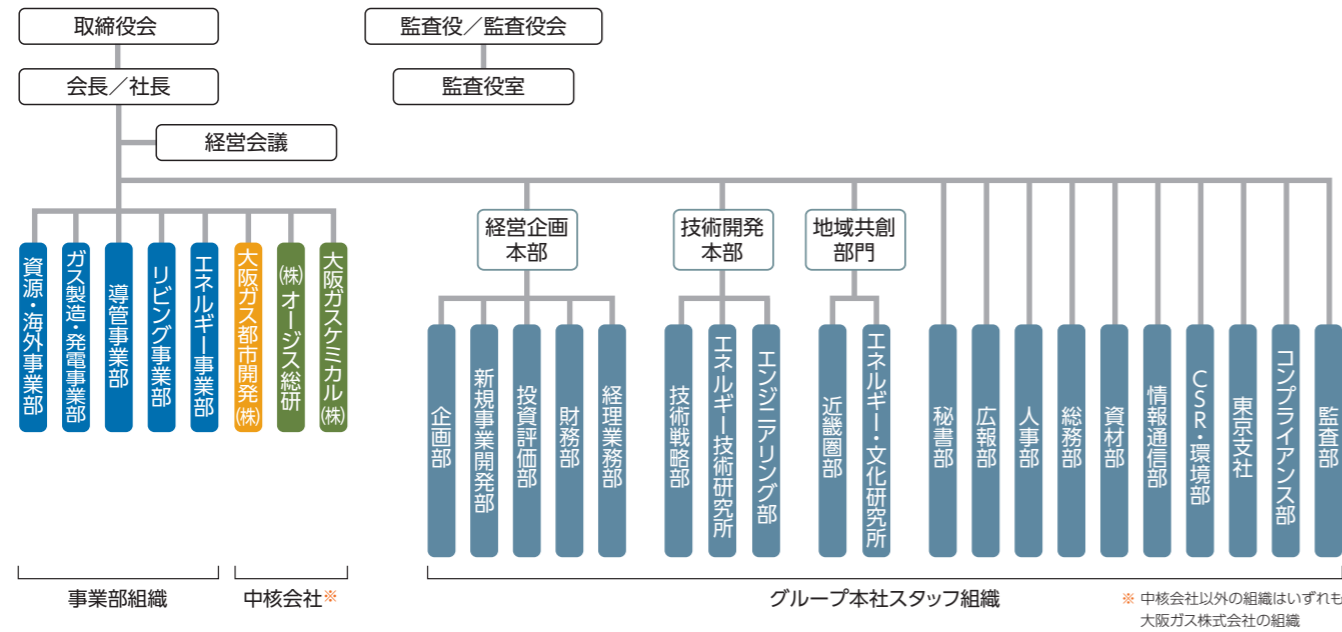 取締役会
監査役／監査役会
会長／社長
監査役室
経営会議
経営企画
本部
技術開発
本部
地域共創
部門
資源・海外事業部
ガス製造・発電事業部
導管事業部
リビング事業部
エネルギー事業部
大阪ガス都市開発㈱
㈱オージス総研
大阪ガスケミカル㈱
企画部
新規事業開発部
投資評価部
財務部
経理業務部
技術戦略部
エネルギー技術研究所
エンジニアリング部
近畿圏部
エネルギー・文化研究所
秘書部
広報部
人事部
総務部
資材部
情報通信部
CSR・環境部
東京支社
コンプライアンス部
監査部
事業部組織
中核会社※
グループ本社スタッフ組織
※ 中核会社以外の組織はいずれも
大阪ガス株式会社の組織